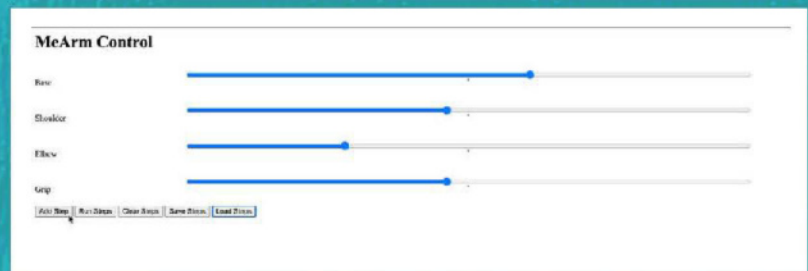 MeArm Control
Base
Shoulder
Elbow
Grip
Add Step Run Steps Clear Steps Save Steps Load Steps